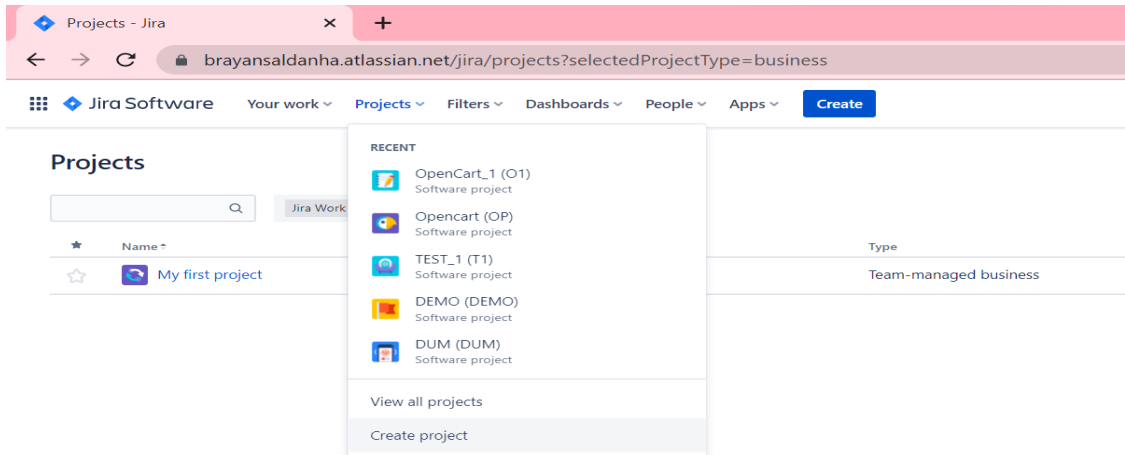 Projects - Jira
brayansaldanha.atlassian.net/jira/projects?selectedProjectType=business
Jira Software Your work Projects Filters Dashboards People Apps Create
Projects
Jira Work
Name Type
My first project Team-managed business
RECENT
OpenCart_1 (O1)
Software project
Opencart (OP)
Software project
TEST_1 (T1)
Software project
DEMO (DEMO)
Software project
DUM (DUM)
Software project
View all projects
Create project